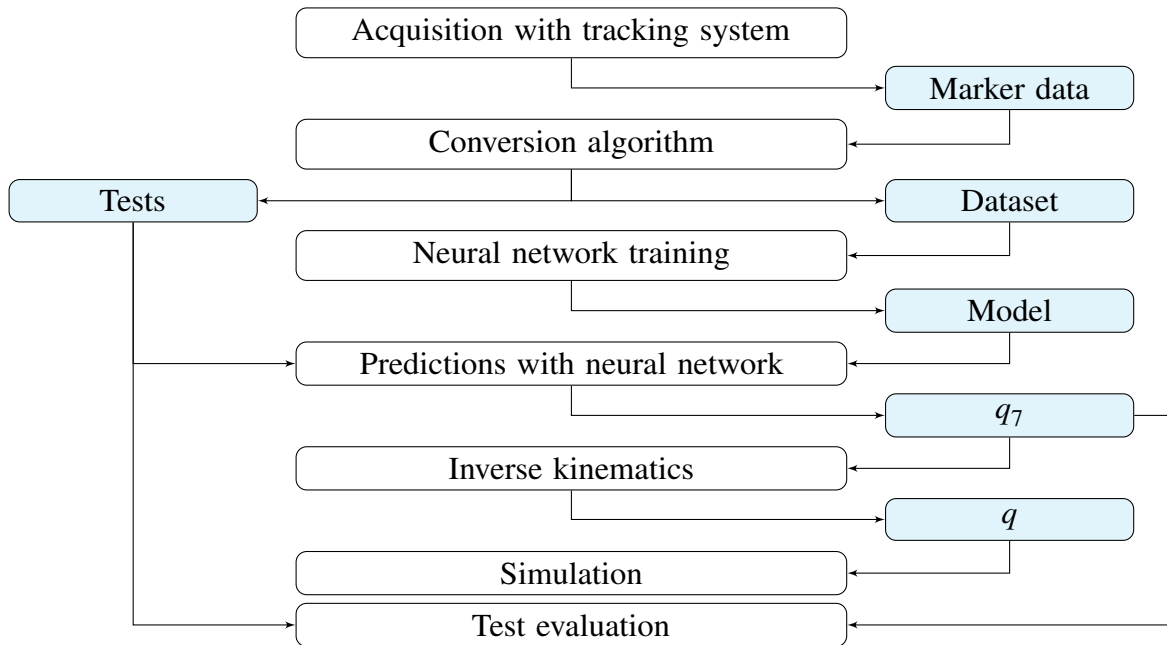 Acquisition with tracking system
Marker data
Conversion algorithm
Tests
Dataset
Neural network training
Model
Predictions with neural network
q₇
Inverse kinematics
q
Simulation
Test evaluation